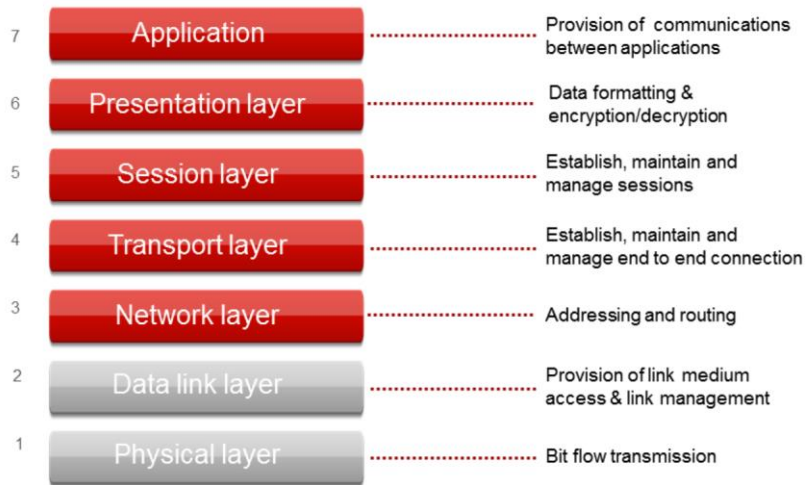 7
Application
Provision of communications
between applications
6
Presentation layer
Data formatting &
encryption/decryption
5
Session layer
Establish, maintain and
manage sessions
4
Transport layer
Establish, maintain and
manage end to end connection
3
Network layer
Addressing and routing
2
Data link layer
Provision of link medium
access & link management
1
Physical layer
Bit flow transmission